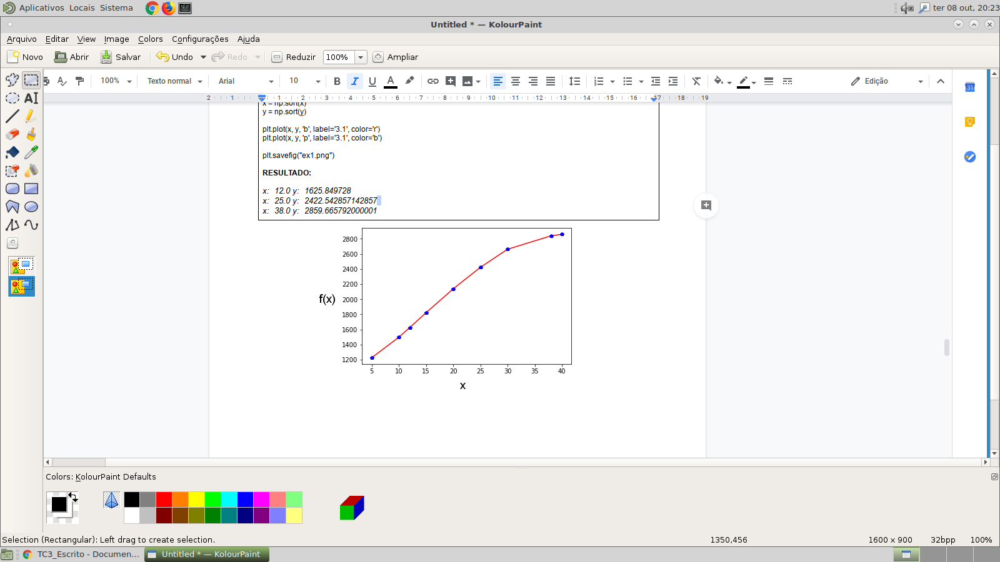 Aplicativos Locais Sistema
ter 08 out, 20:23
Untitled * — KolourPaint
Arquivo Editar View Image Colors Configurações Ajuda
Novo Abrir Salvar Undo Redo Reduzir 100% Ampliar
100% Texto normal Arial 10 B I U A Edição
2 1 1 2 3 4 5 6 7 8 9 10 11 12 13 14 15 16 17 18 19
x = np.sort(x)
y = np.sort(y)
plt.plot(x, y, 'b', label='3.1', color='r')
plt.plot(x, y, 'p', label='3.1', color='b')
plt.savefig("ex1.png")
RESULTADO:
x: 12.0 y: 1625.849728
x: 25.0 y: 2422.542857142857
x: 38.0 y: 2859.665792000001
2800
2600
2400
2200
f(x)
2000
1800
1600
1400
1200
5 10 15 20 25 30 35 40
x
31
AI
1
Colors: KolourPaint Defaults
Selection (Rectangular): Left drag to create selection.
1350,456
1600 x 900
32bpp
100%
TC3_Escrito - Documen...
Untitled * — KolourPaint